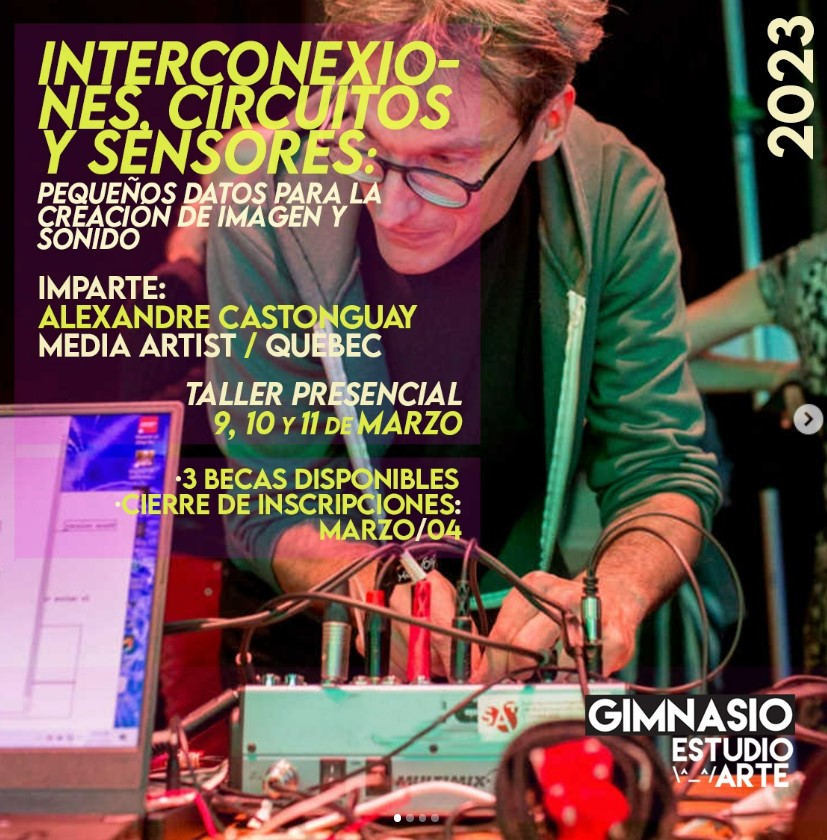 2023
INTERCONEXIO-
NES, CIRCUITOS
Y SENSORES:
PEQUEÑOS DATOS PARA LA
CREACIÓN DE IMAGEN Y
SONIDO
IMPARTE:
ALEXANDRE CASTONGUAY
MEDIA ARTIST / QUEBEC
TALLER PRESENCIAL
9, 10 Y 11 DE MARZO
·3 BECAS DISPONIBLES
·CIERRE DE INSCRIPCIONES:
MARZO/04
SAT
MULTIMIX
GIMNASIO
ESTUDIO
\^_^/ARTE